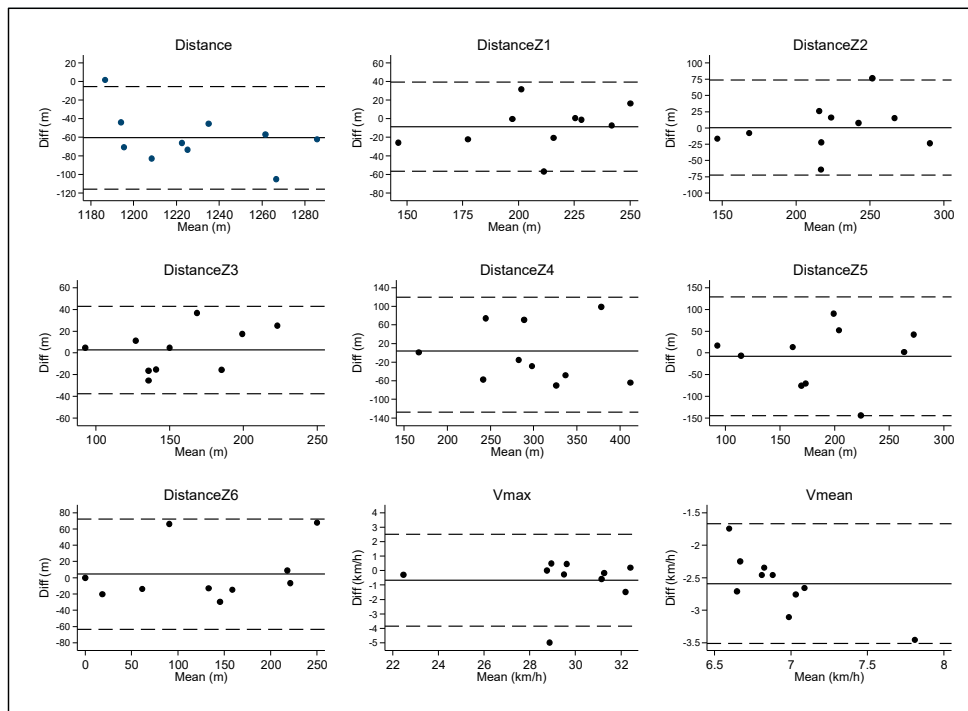 Distance
20
0
-20
-40
-60
-80
-100
-120
Diff (m)
1180 1200 1220 1240 1260 1280
Mean (m)
DistanceZ1
60
40
20
0
-20
-40
-60
-80
Diff (m)
150 175 200 225 250
Mean (m)
DistanceZ2
100
75
50
25
0
-25
-50
-75
-100
Diff (m)
150 200 250 300
Mean (m)
DistanceZ3
60
40
20
0
-20
-40
-60
Diff (m)
100 150 200 250
Mean (m)
DistanceZ4
140
100
60
20
-20
-60
-100
-140
Diff (m)
150 200 250 300 350 400
Mean (m)
DistanceZ5
150
100
50
0
-50
-100
-150
Diff (m)
100 150 200 250 300
Mean (m)
DistanceZ6
80
60
40
20
0
-20
-40
-60
-80
Diff (m)
0 50 100 150 200 250
Mean (m)
Vmax
4
3
2
1
0
-1
-2
-3
-4
-5
Diff (km/h)
22 24 26 28 30 32
Mean (km/h)
Vmean
-1.5
-2
-2.5
-3
-3.5
Diff (km/h)
6.5 7 7.5 8
Mean (km/h)